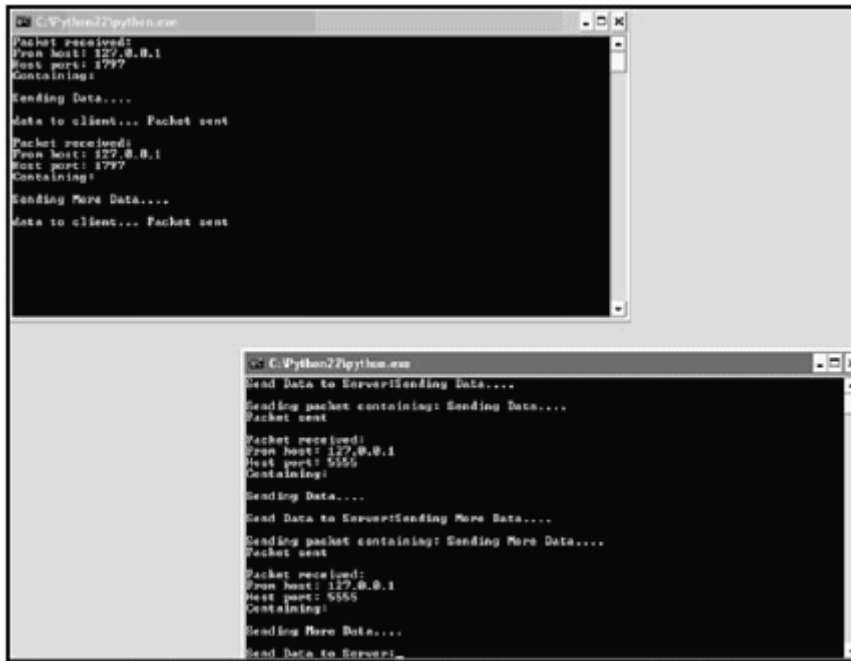 C:\Python22\python.exe
Packet received:
From host: 127.0.0.1
Host port: 1797
Containing:
Sending Data....
data to client... Packet sent
Packet received:
From host: 127.0.0.1
Host port: 1797
Containing:
Sending More Data....
data to client... Packet sent
C:\Python22\python.exe
Send Data to Server:Sending Data....
Sending packet containing: Sending Data....
Packet sent
Packet received:
From host: 127.0.0.1
Host port: 5555
Containing:
Sending Data....
Send Data to Server:Sending More Data....
Sending packet containing: Sending More Data....
Packet sent
Packet received:
From host: 127.0.0.1
Host port: 5555
Containing:
Sending More Data....
Send Data to Server:_